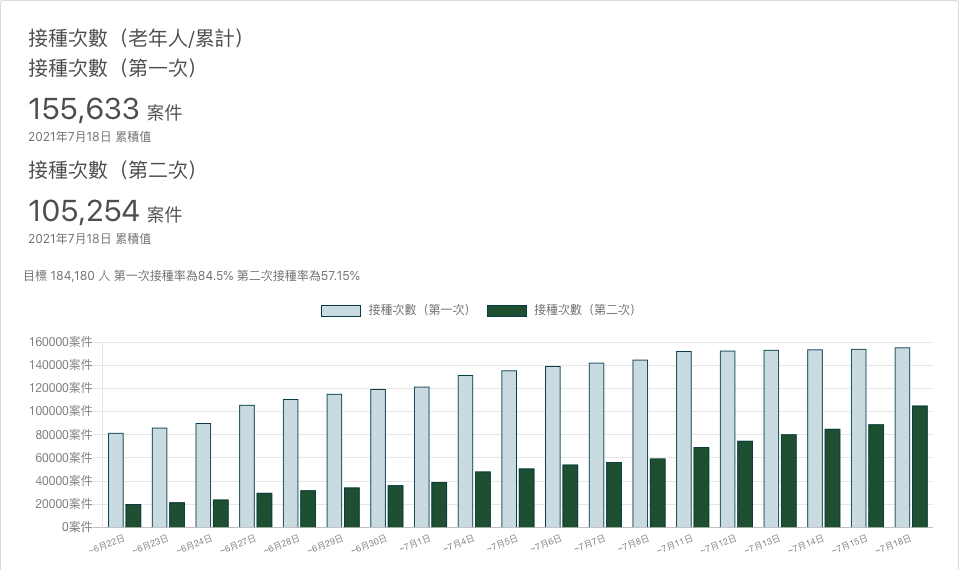 接種次數（老年人/累計）
接種次數（第一次）
155,633 案件
2021年7月18日 累積值
接種次數（第二次）
105,254 案件
2021年7月18日 累積值
目標 184,180 人 第一次接種率為84.5% 第二次接種率為57.15%
接種次數（第一次） 接種次數（第二次）
160000案件
140000案件
120000案件
100000案件
80000案件
60000案件
40000案件
20000案件
0案件
~6月22日 ~6月23日 ~6月24日 ~6月27日 ~6月28日 ~6月29日 ~6月30日 ~7月1日 ~7月4日 ~7月5日 ~7月6日 ~7月7日 ~7月8日 ~7月11日 ~7月12日 ~7月13日 ~7月14日 ~7月15日 ~7月18日